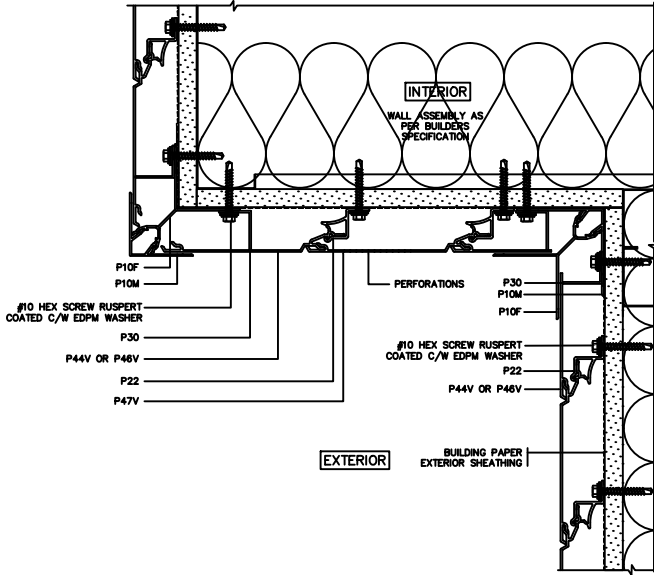 INTERIOR
WALL ASSEMBLY AS
PER BUILDERS
SPECIFICATION
P10F
P10M
#10 HEX SCREW RUSPERT
COATED C/W EDPM WASHER
P30
P44V OR P46V
P22
P47V
PERFORATIONS
P30
P10M
P10F
#10 HEX SCREW RUSPERT
COATED C/W EDPM WASHER
P22
P44V OR P46V
EXTERIOR
BUILDING PAPER
EXTERIOR SHEATHING